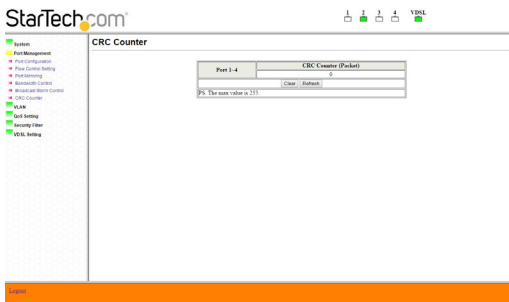 StarTech.com
1 2 3 4 VDSL
System
Port Management
Port Configuration
Flow Control Setting
Port Mirroring
Bandwidth Control
Broadcast Storm Control
CRC Counter
VLAN
QoS Setting
Security Filter
VDSL Setting
CRC Counter
Port 1-4
CRC Counter (Packet)
0
Clear Refresh
PS. The max value is 255.
Logout